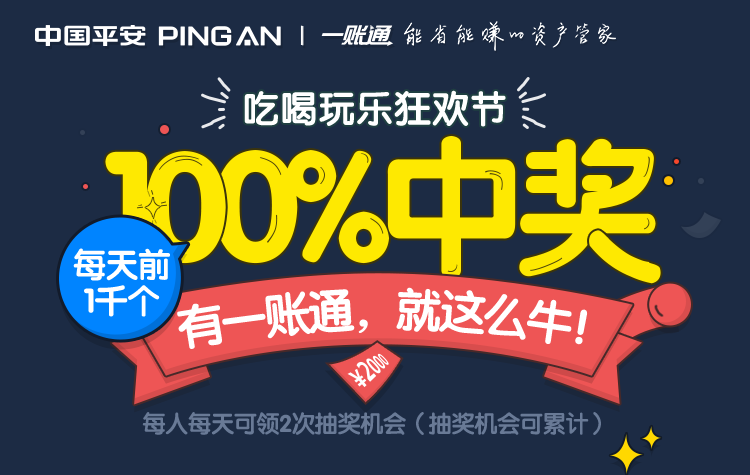 中国平安 PING AN | 一账通 能省能赚的资产管家
吃喝玩乐狂欢节
100%中奖
每天前
1千个
有一账通，就这么牛！
¥2000
每人每天可领2次抽奖机会（抽奖机会可累计）